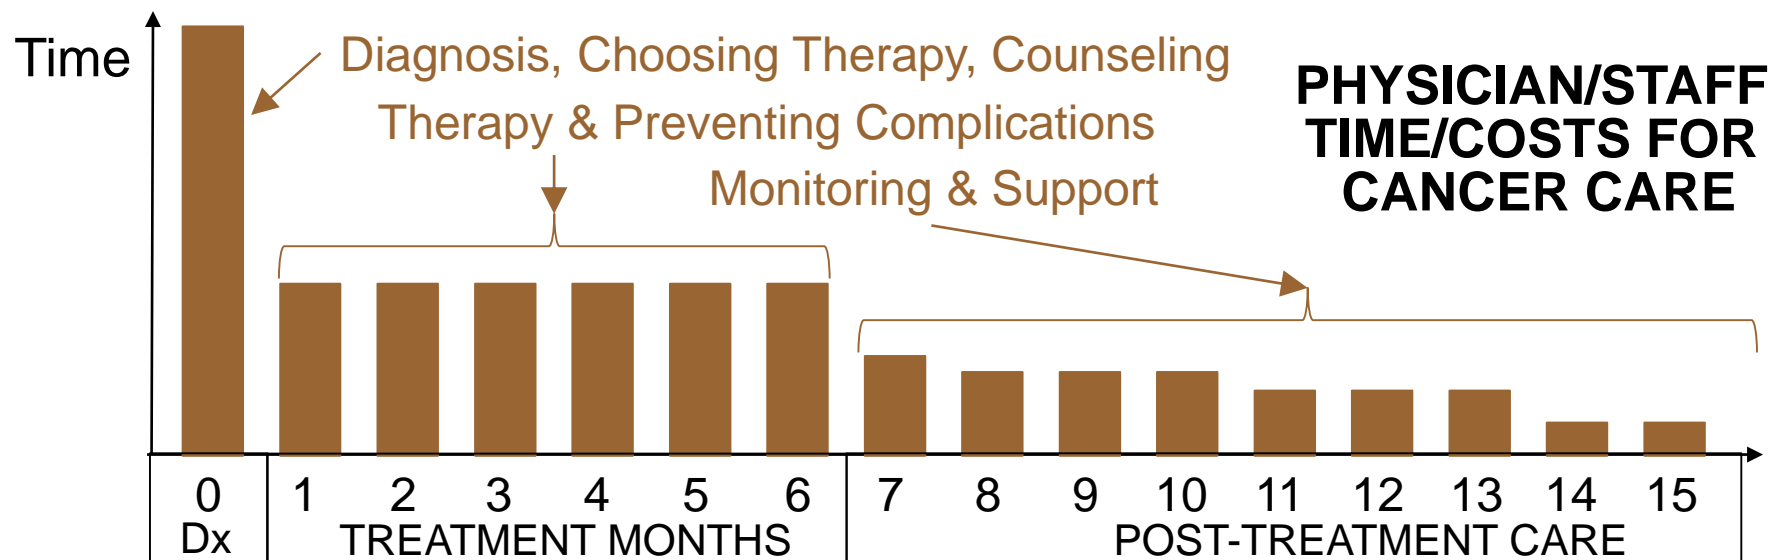 Time
Diagnosis, Choosing Therapy, Counseling
Therapy & Preventing Complications
Monitoring & Support
PHYSICIAN/STAFF
TIME/COSTS FOR
CANCER CARE
0 1 2 3 4 5 6 7 8 9 10 11 12 13 14 15
Dx TREATMENT MONTHS POST-TREATMENT CARE